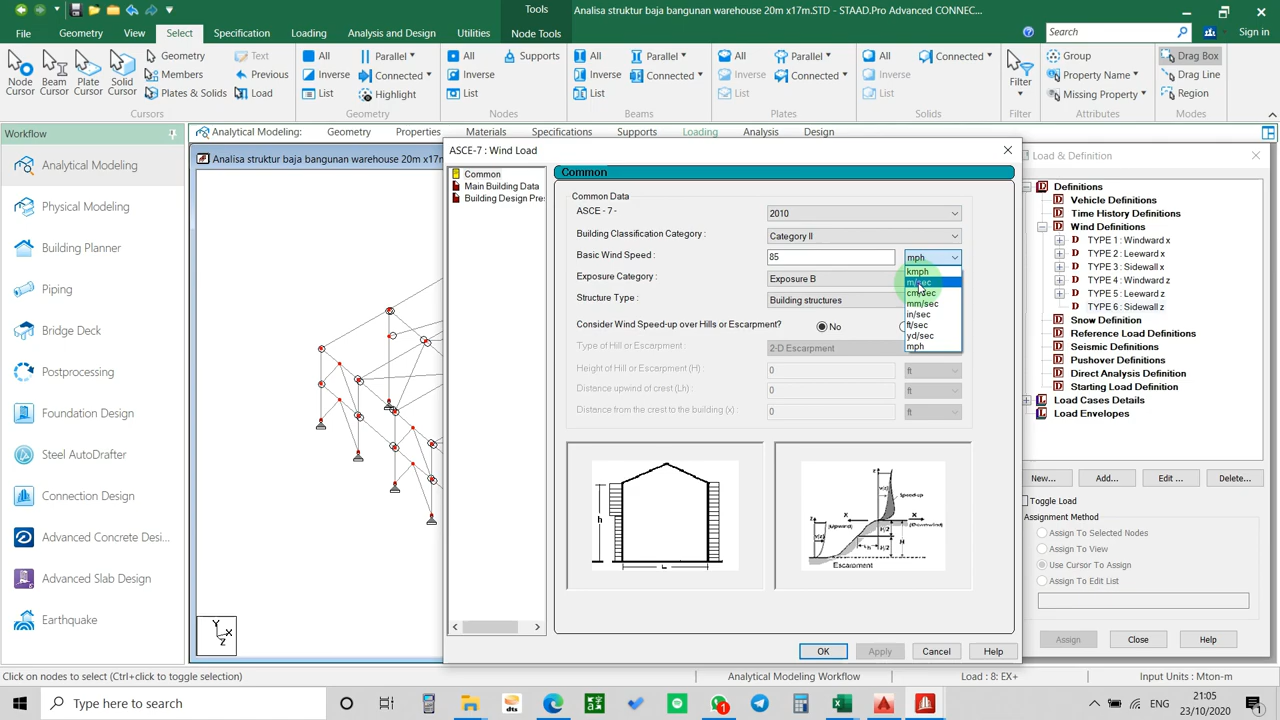 Tools
Analisa struktur baja bangunan warehouse 20m x17m.STD - STAAD.Pro Advanced CONNEC...
File Geometry View Select Specification Loading Analysis and Design Utilities Node Tools Search Sign in
Node Cursor
Beam Cursor
Plate Cursor
Solid Cursor
Geometry
Members
Plates & Solids
Cursors
Text
Previous
Load
All
Inverse
List
Parallel
Connected
Highlight
Geometry
All
Inverse
List
Supports
Nodes
All
Inverse
List
Parallel
Connected
Beams
All
Inverse
List
Parallel
Connected
Plates
All
Inverse
List
Connected
Solids
Filter
Filter
Group
Property Name
Missing Property
Attributes
Drag Box
Drag Line
Region
Modes
Workflow
Analytical Modeling: Geometry Properties Materials Specifications Supports Loading Analysis Design
Analytical Modeling
Physical Modeling
Building Planner
Piping
Bridge Deck
Postprocessing
Foundation Design
Steel AutoDrafter
Connection Design
Advanced Concrete Desi...
Advanced Slab Design
Earthquake
Analisa struktur baja bangunan warehouse 20m x17m
Y
X
Z
ASCE-7 : Wind Load
Common
Main Building Data
Building Design Pre
Common
Common Data
ASCE - 7 - 2010
Building Classification Category : Category II
Basic Wind Speed : 85 mph
kmph
m/sec
cm/sec
mm/sec
in/sec
ft/sec
yd/sec
mph
Exposure Category : Exposure B
Structure Type : Building structures
Consider Wind Speed-up over Hills or Escarpment? No
Type of Hill or Escarpment : 2-D Escarpment
Height of Hill or Escarpment (H) : 0 ft
Distance upwind of crest (Lh) : 0 ft
Distance from the crest to the building (x) : 0 ft
h
OK Apply Cancel Help
Load & Definition
Definitions
Vehicle Definitions
Time History Definitions
Wind Definitions
TYPE 1 : Windward x
TYPE 2 : Leeward x
TYPE 3 : Sidewall x
TYPE 4 : Windward z
TYPE 5 : Leeward z
TYPE 6 : Sidewall z
Snow Definition
Reference Load Definitions
Seismic Definitions
Pushover Definitions
Direct Analysis Definition
Starting Load Definition
Load Cases Details
Load Envelopes
New... Add... Edit ... Delete...
Toggle Load
Assignment Method
Assign To Selected Nodes
Assign To View
Use Cursor To Assign
Assign To Edit List
Assign Close Help
Click on nodes to select (Ctrl+click to toggle selection) Analytical Modeling Workflow Load : 8: EX+ Input Units : Mton-m
Type here to search
dts
1
ENG
21:05
23/10/2020